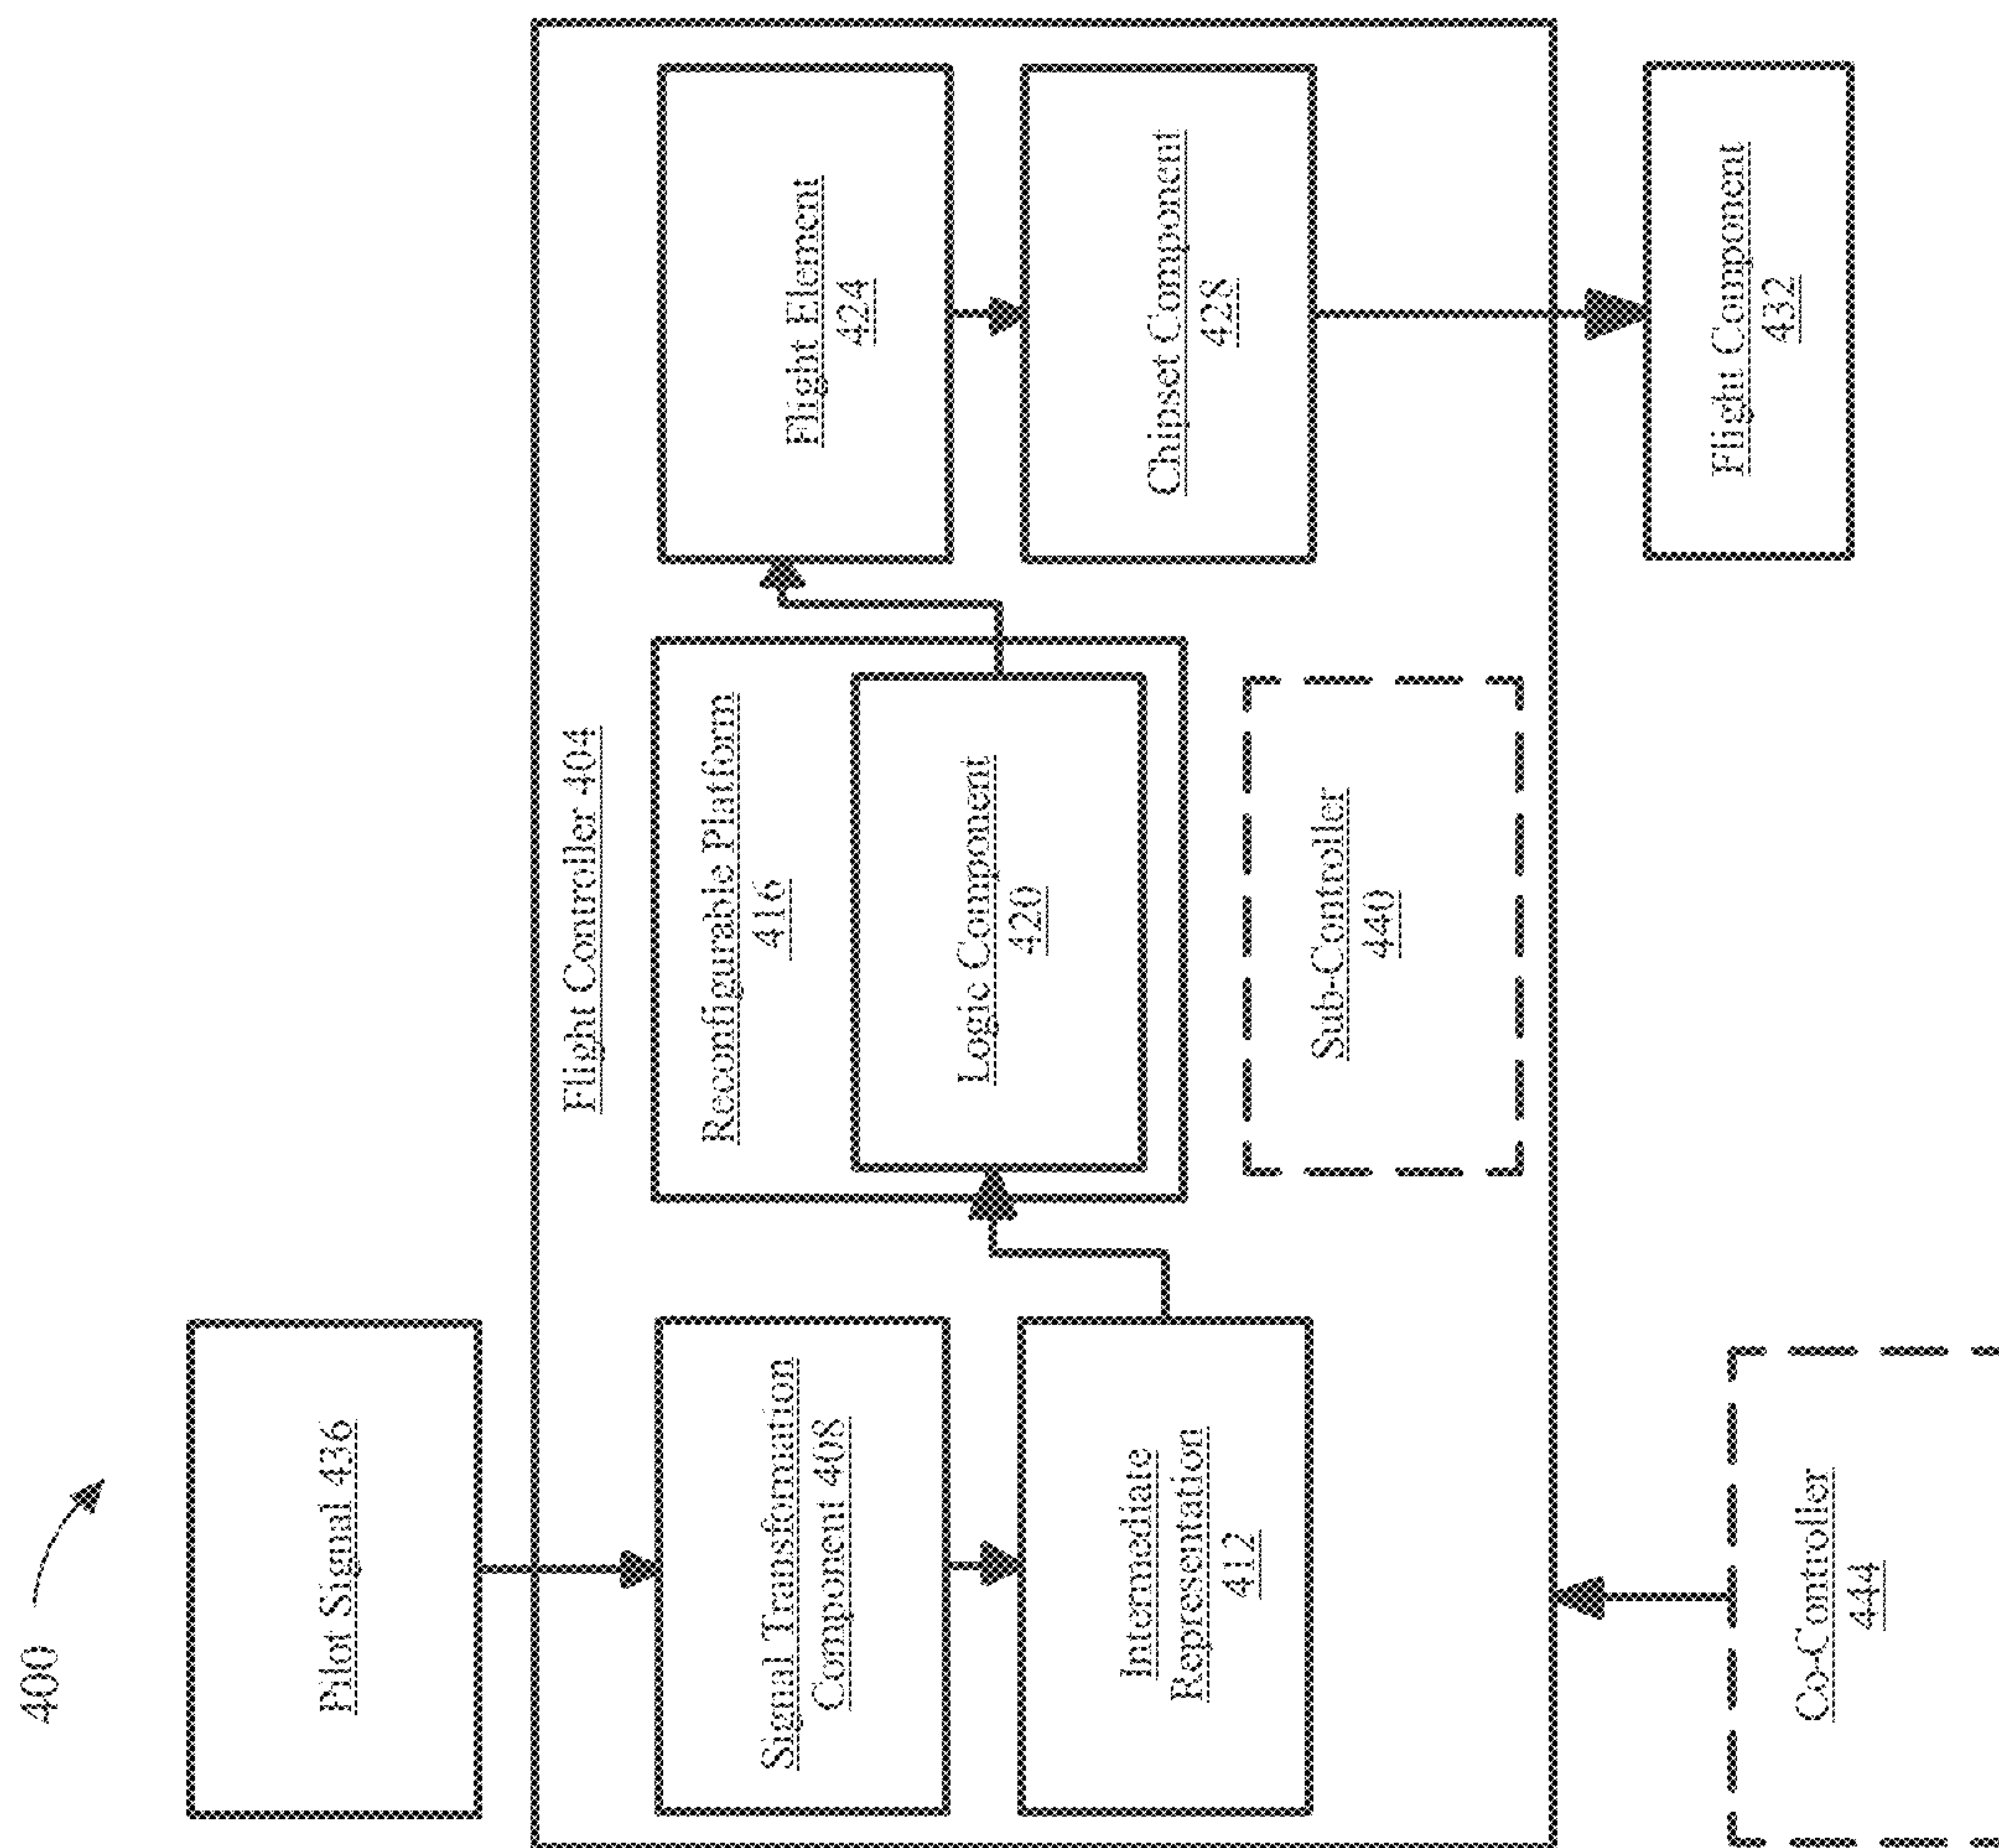 400
Pilot Signal 436
Flight Controller 404
Signal Transformation
Component 408
Intermediate
Representation
412
Reconfigurable Platform
416
Logic Component
420
Sub-Controller
440
Flight Element
424
Chipset Component
428
Co-Controller
444
Flight Component
432